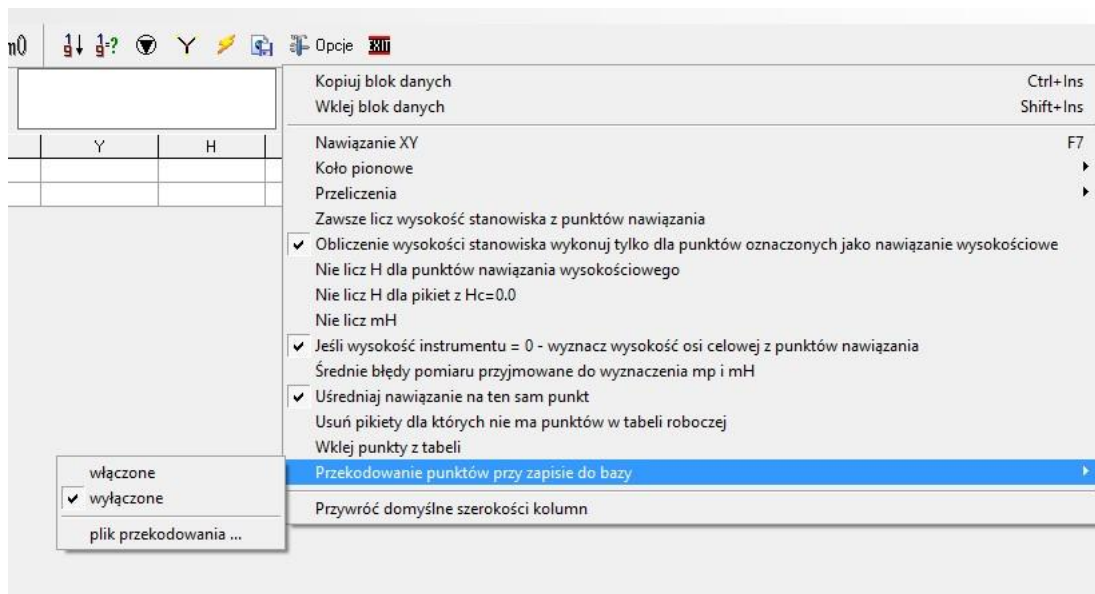 m0 Opcje
Kopiuj blok danych Ctrl+Ins
Wklej blok danych Shift+Ins
Y H
Nawiązanie XY F7
Koło pionowe
Przeliczenia
Zawsze licz wysokość stanowiska z punktów nawiązania
Obliczenie wysokości stanowiska wykonuj tylko dla punktów oznaczonych jako nawiązanie wysokościowe
Nie licz H dla punktów nawiązania wysokościowego
Nie licz H dla pikiet z Hc=0.0
Nie licz mH
Jeśli wysokość instrumentu = 0 - wyznacz wysokość osi celowej z punktów nawiązania
Średnie błędy pomiaru przyjmowane do wyznaczenia mp i mH
Uśredniaj nawiązanie na ten sam punkt
Usuń pikiety dla których nie ma punktów w tabeli roboczej
Wklej punkty z tabeli
Przekodowanie punktów przy zapisie do bazy
włączone
wyłączone
plik przekodowania ...
Przywróć domyślne szerokości kolumn